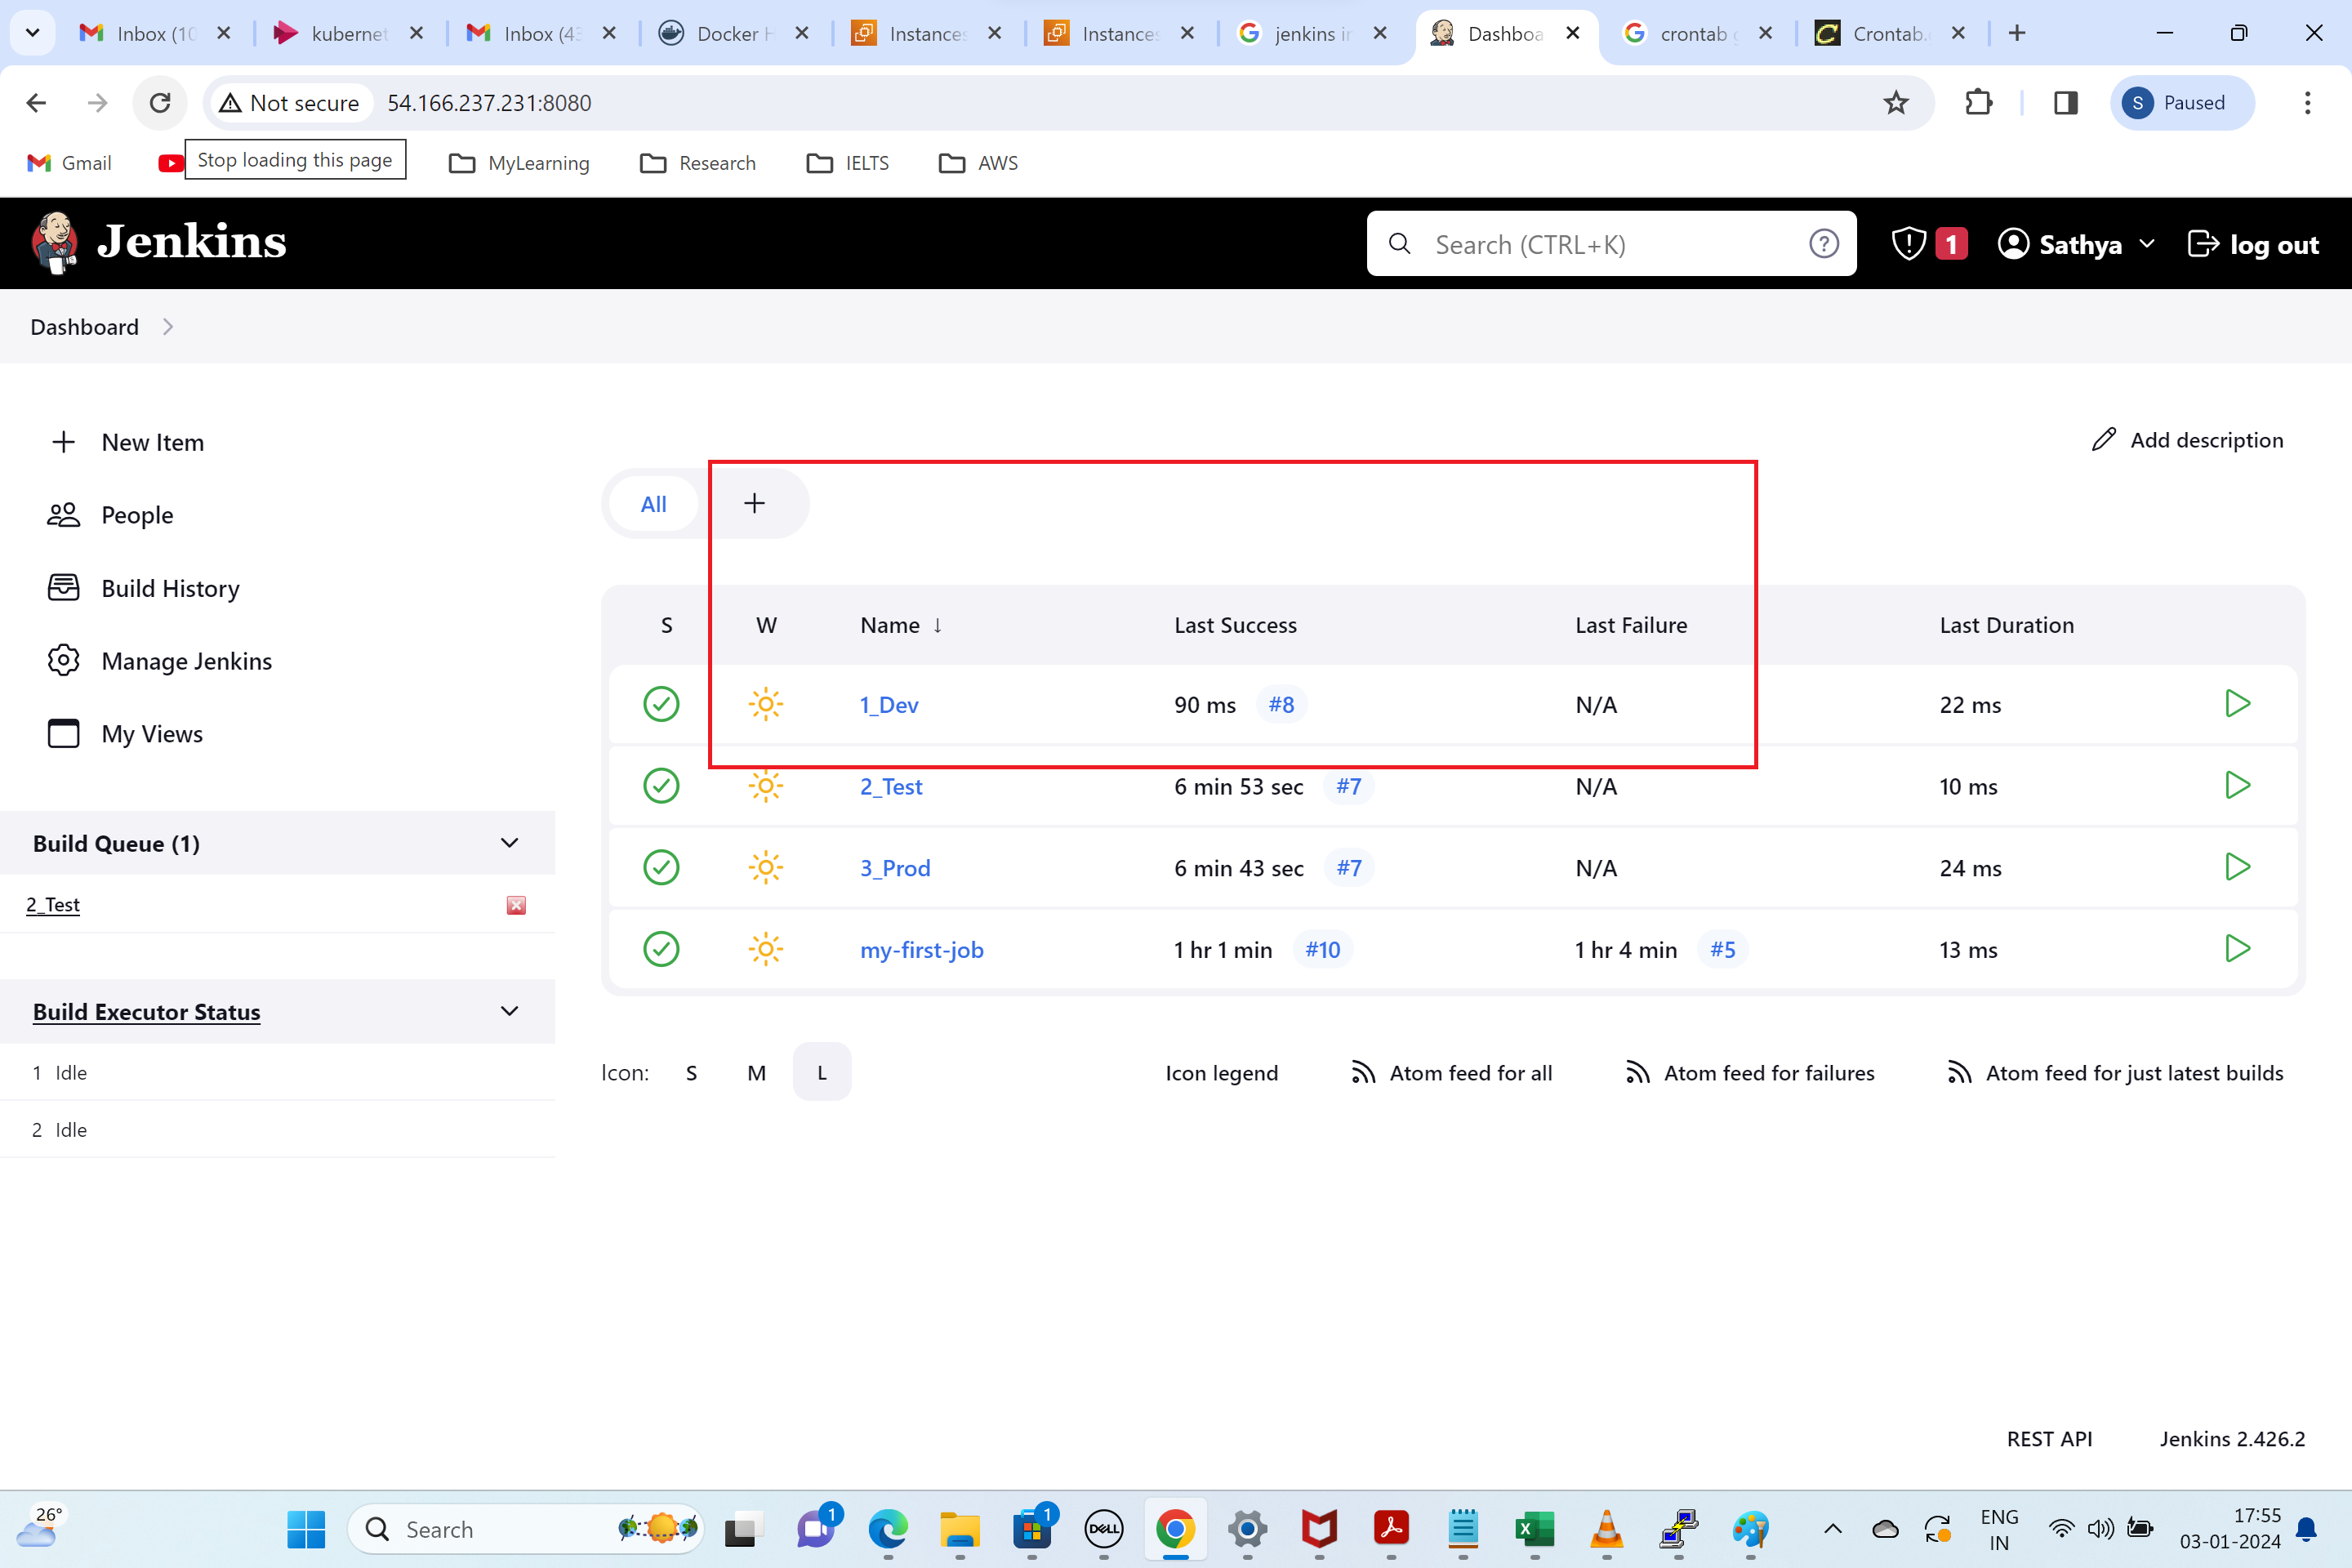 Inbox (10
kubernet
Inbox (43
Docker H
Instances
Instances
jenkins in
Dashboa
crontab g
Crontab.
Not secure
54.166.237.231:8080
S
Paused
Gmail
Stop loading this page
MyLearning
Research
IELTS
AWS
Jenkins
Search (CTRL+K)
1
Sathya
log out
Dashboard
New Item
People
Build History
Manage Jenkins
My Views
Build Queue (1)
2_Test
Build Executor Status
1 Idle
2 Idle
Add description
All
S W Name ↓ Last Success Last Failure Last Duration
1_Dev 90 ms #8 N/A 22 ms
2_Test 6 min 53 sec #7 N/A 10 ms
3_Prod 6 min 43 sec #7 N/A 24 ms
my-first-job 1 hr 1 min #10 1 hr 4 min #5 13 ms
Icon: S M L
Icon legend
Atom feed for all
Atom feed for failures
Atom feed for just latest builds
REST API
Jenkins 2.426.2
26°
Search
1
1
DELL
ENG
IN
17:55
03-01-2024